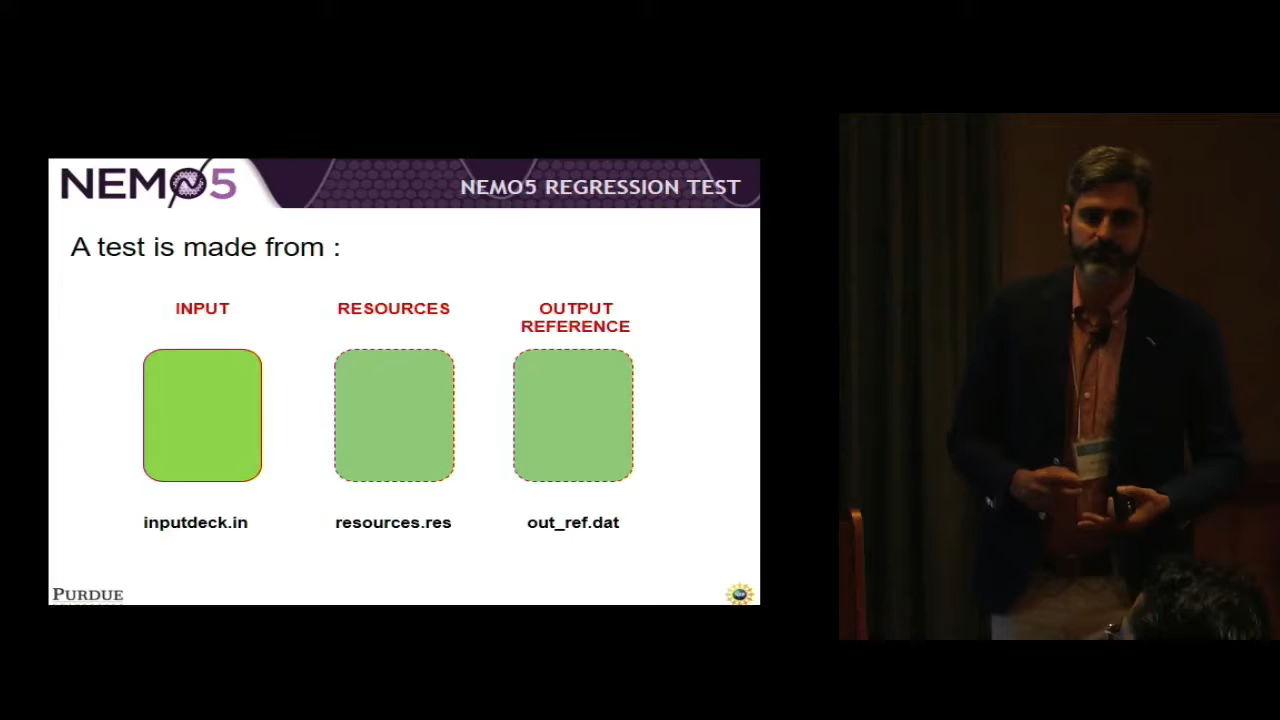 NEMO5
NEMO5 REGRESSION TEST
A test is made from :
INPUT
RESOURCES
OUTPUT
REFERENCE
inputdeck.in
resources.res
out_ref.dat
PURDUE